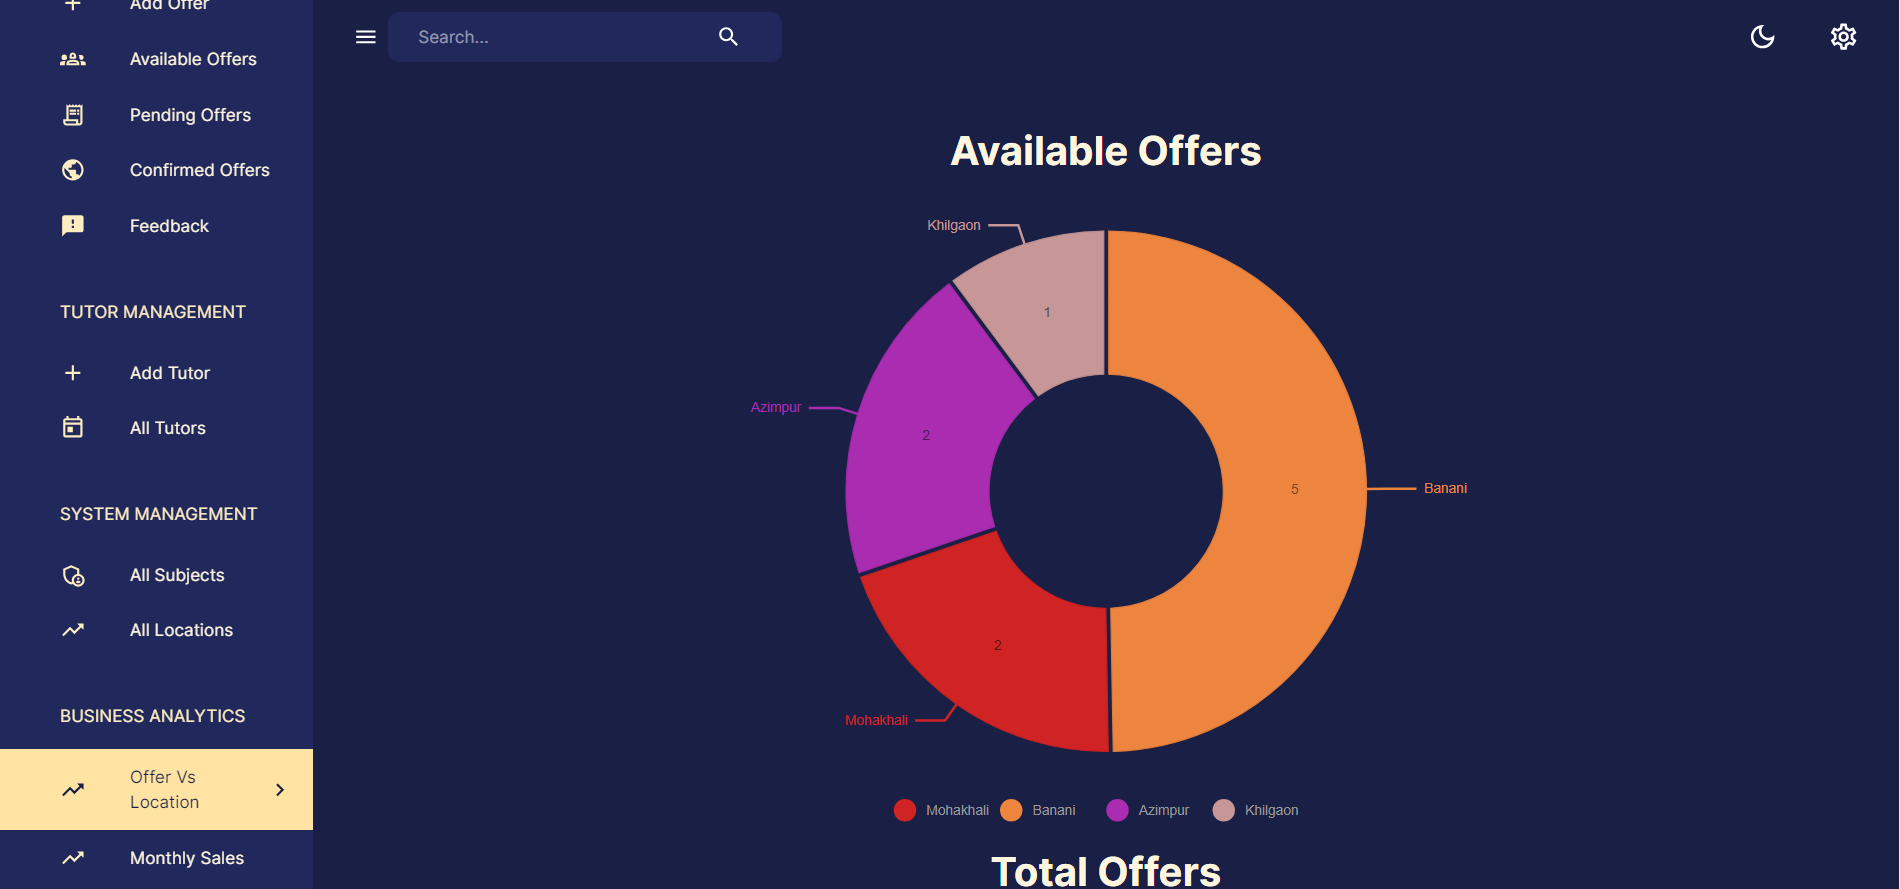 Add Offer
Available Offers
Pending Offers
Confirmed Offers
Feedback
TUTOR MANAGEMENT
Add Tutor
All Tutors
SYSTEM MANAGEMENT
All Subjects
All Locations
BUSINESS ANALYTICS
Offer Vs
Location
Monthly Sales
Search...
Available Offers
Khilgaon
1
Azimpur
2
5
Banani
2
Mohakhali
Mohakhali Banani Azimpur Khilgaon
Total Offers